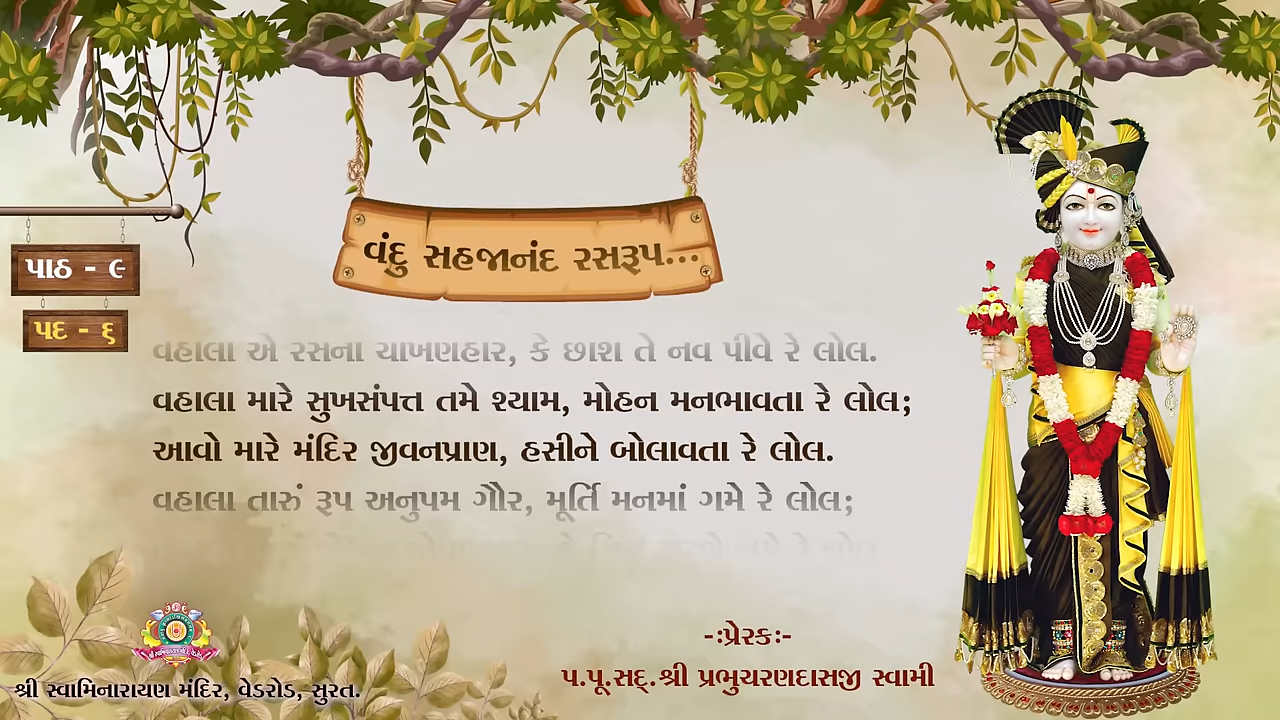 વંદુ સહજાનંદ રસરૂપ...
પાઠ - ૯
પદ - ૬
વહાલા એ રસના ચાખણહાર, કે છાશ તે નવ પીવે રે લોલ.
વહાલા મારે સુખસંપત્ત તમે શ્યામ, મોહન મનભાવતા રે લોલ;
આવો મારે મંદિર જીવનપ્રાણ, હસીને બોલાવતા રે લોલ.
વહાલા તારું રૂપ અનુપમ ગૌર, મૂર્તિ મનમાં ગમે રે લોલ;
-:પ્રેરક:-
પ.પૂ.સદ્.શ્રી પ્રભુચરણદાસજી સ્વામી
શ્રી સ્વામિનારાયણ મંદિર, વેડરોડ, સુરત.